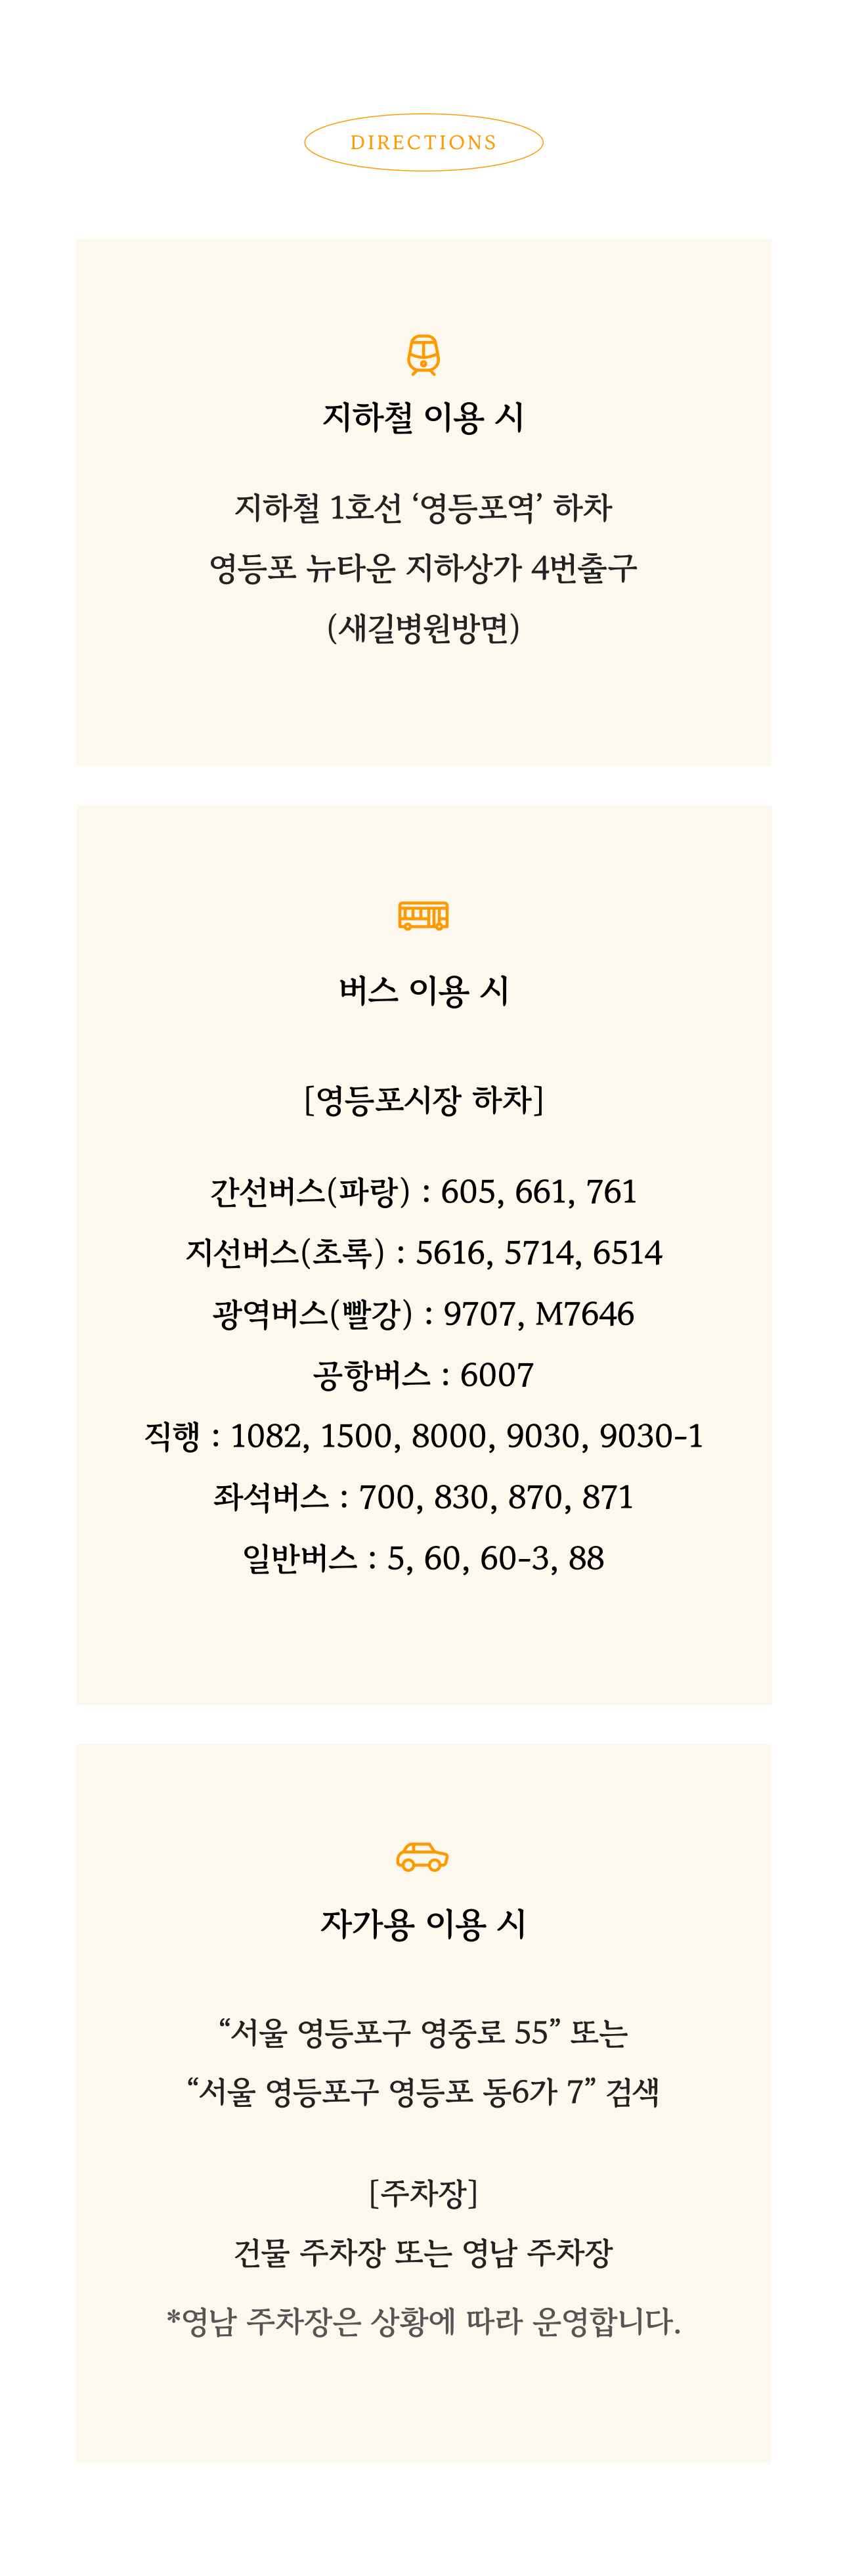 DIRECTIONS
지하철 이용 시
지하철 1호선 ‘영등포역’ 하차
영등포 뉴타운 지하상가 4번출구
(새길병원방면)
버스 이용 시
[영등포시장 하차]
간선버스(파랑) : 605, 661, 761
지선버스(초록) : 5616, 5714, 6514
광역버스(빨강) : 9707, M7646
공항버스 : 6007
직행 : 1082, 1500, 8000, 9030, 9030-1
좌석버스 : 700, 830, 870, 871
일반버스 : 5, 60, 60-3, 88
자가용 이용 시
“서울 영등포구 영중로 55” 또는
“서울 영등포구 영등포 동6가 7” 검색
[주차장]
건물 주차장 또는 영남 주차장
*영남 주차장은 상황에 따라 운영합니다.